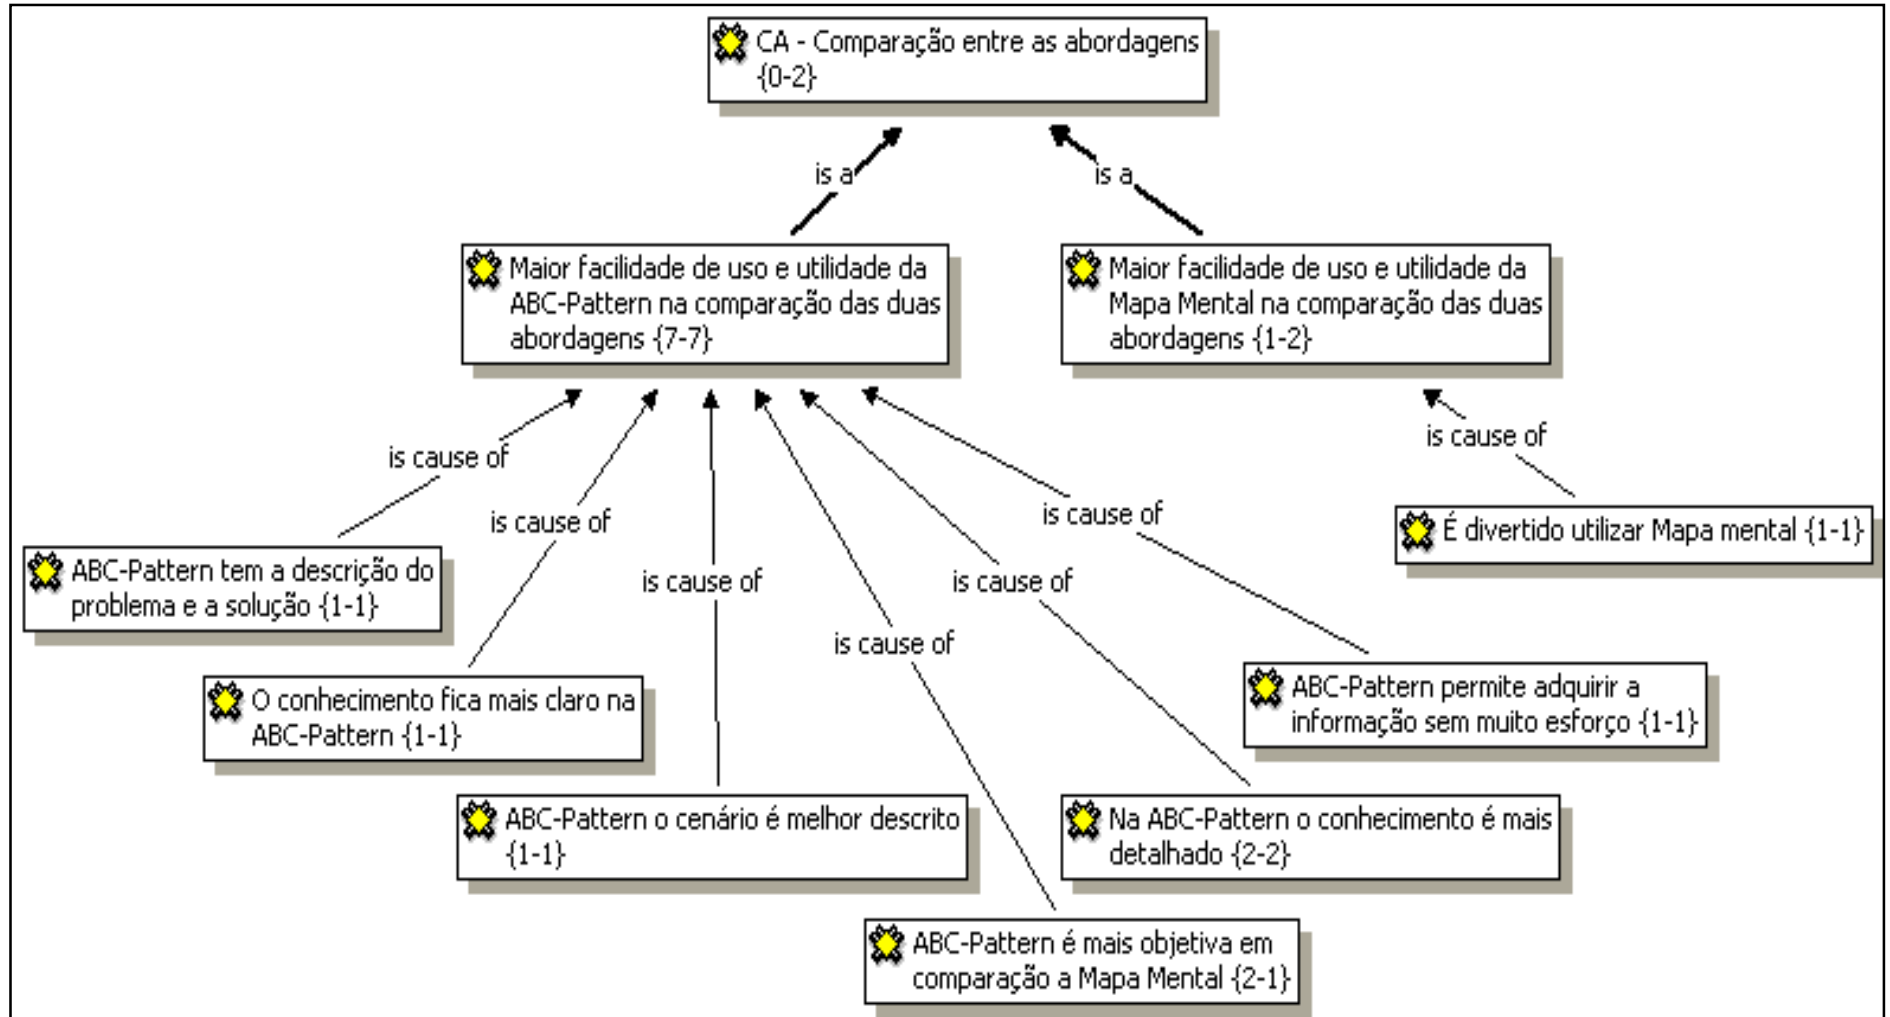 CA - Comparação entre as abordagens
{0-2}
is a
is a
Maior facilidade de uso e utilidade da
ABC-Pattern na comparação das duas
abordagens {7-7}
Maior facilidade de uso e utilidade da
Mapa Mental na comparação das duas
abordagens {1-2}
is cause of
is cause of
is cause of
is cause of
is cause of
is cause of
is cause of
É divertido utilizar Mapa mental {1-1}
ABC-Pattern tem a descrição do
problema e a solução {1-1}
O conhecimento fica mais claro na
ABC-Pattern {1-1}
ABC-Pattern permite adquirir a
informação sem muito esforço {1-1}
ABC-Pattern o cenário é melhor descrito
{1-1}
Na ABC-Pattern o conhecimento é mais
detalhado {2-2}
ABC-Pattern é mais objetiva em
comparação a Mapa Mental {2-1}